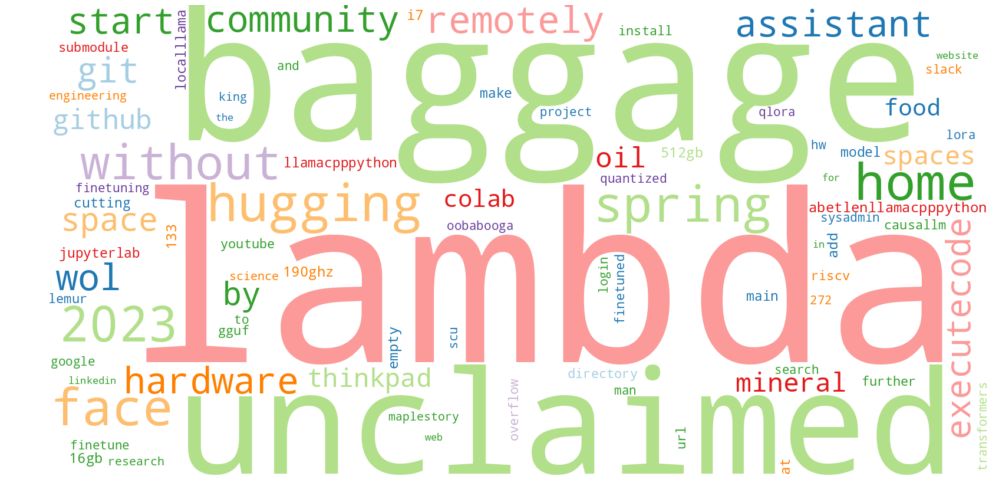 start
community
i7
remotely
install
assistant
submodule
git
locallama
baggage
and
website
slack
engineering
king
make
food
github
the
project
qlora
lora
without
llamacpppython
oil
512gb
hw
model
spaces
finetuning
quantized
for
home
cutting
hugging
colab
spring
abetlenllamacpppython
space
133
oobabooga
sysadmin
causallm
lambda
jupyterlab
youtube
login
finetuned
add
in
executecode
wol
science
190ghz
main
riscv
lemur
by
272
2023
to
gguf
empty
scu
google
search
linkedin
hardware
thinkpad
directory
mineral
further
face
unclaimed
man
overflow
maplestory
transformers
finetune
web
url
16gb
research
at